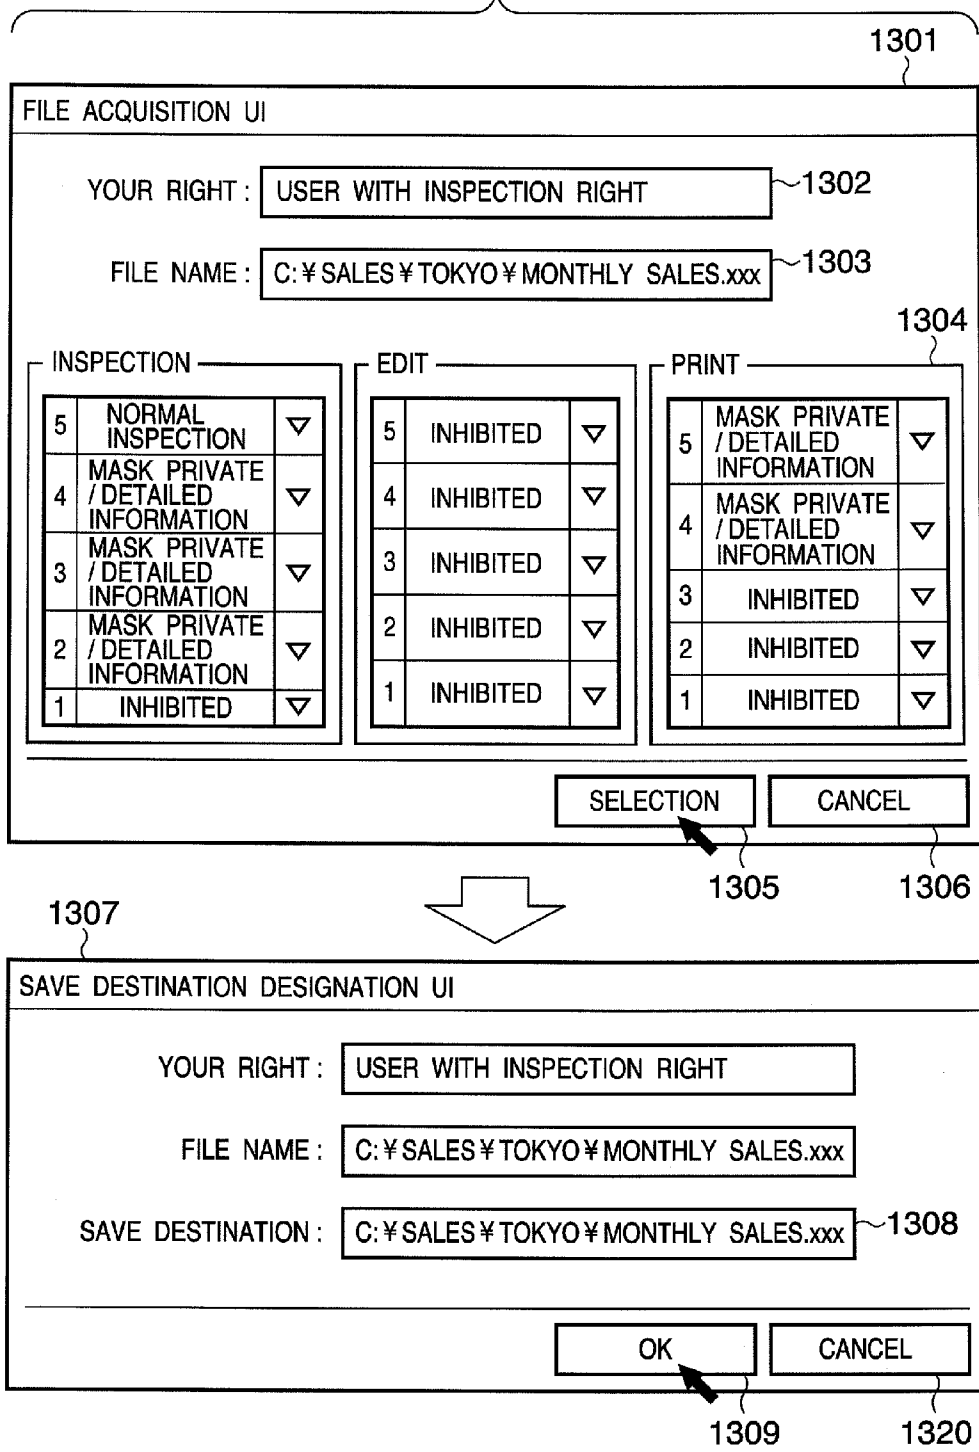 1301
FILE ACQUISITION UI
YOUR RIGHT : USER WITH INSPECTION RIGHT 1302
FILE NAME : C:¥SALES¥TOKYO¥MONTHLY SALES.xxx 1303
1304
INSPECTION
5 NORMAL
INSPECTION
4 MASK PRIVATE
/ DETAILED
INFORMATION
3 MASK PRIVATE
/ DETAILED
INFORMATION
2 MASK PRIVATE
/ DETAILED
INFORMATION
1 INHIBITED
EDIT
5 INHIBITED
4 INHIBITED
3 INHIBITED
2 INHIBITED
1 INHIBITED
PRINT
5 MASK PRIVATE
/ DETAILED
INFORMATION
4 MASK PRIVATE
/ DETAILED
INFORMATION
3 INHIBITED
2 INHIBITED
1 INHIBITED
SELECTION CANCEL
1305 1306
1307
SAVE DESTINATION DESIGNATION UI
YOUR RIGHT : USER WITH INSPECTION RIGHT
FILE NAME : C:¥SALES¥TOKYO¥MONTHLY SALES.xxx
SAVE DESTINATION : C:¥SALES¥TOKYO¥MONTHLY SALES.xxx 1308
OK CANCEL
1309 1320